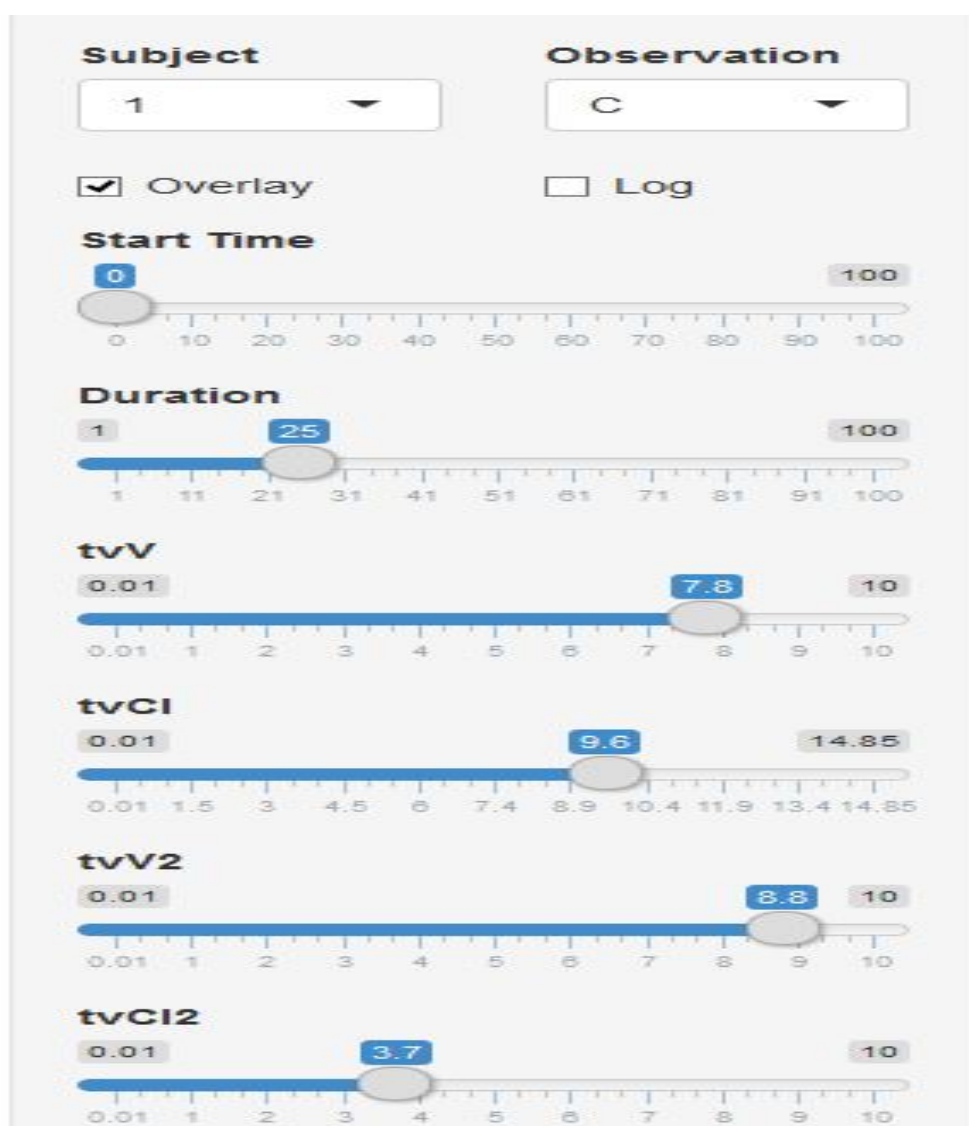 Subject Observation
1 C
Overlay Log
Start Time
0 100
0 10 20 30 40 50 60 70 80 90 100
Duration
1 25 100
1 11 21 31 41 51 61 71 81 91 100
tvV
0.01 7.8 10
0.01 1 2 3 4 5 6 7 8 9 10
tvCl
0.01 9.6 14.85
0.01 1.5 3 4.5 6 7.4 8.9 10.4 11.9 13.4 14.85
tvV2
0.01 8.8 10
0.01 1 2 3 4 5 6 7 8 9 10
tvCl2
0.01 3.7 10
0.01 1 2 3 4 5 6 7 8 9 10